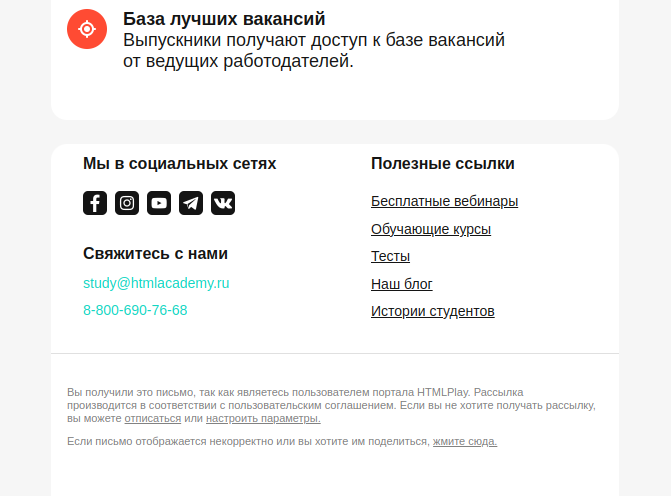 База лучших вакансий
Выпускники получают доступ к базе вакансий
от ведущих работодателей.
Мы в социальных сетях
Свяжитесь с нами
study@htmlacademy.ru
8-800-690-76-68
Полезные ссылки
Бесплатные вебинары
Обучающие курсы
Тесты
Наш блог
Истории студентов
Вы получили это письмо, так как являетесь пользователем портала HTMLPlay. Рассылка
производится в соответствии с пользовательским соглашением. Если вы не хотите получать рассылку,
вы можете отписаться или настроить параметры.
Если письмо отображается некорректно или вы хотите им поделиться, жмите сюда.